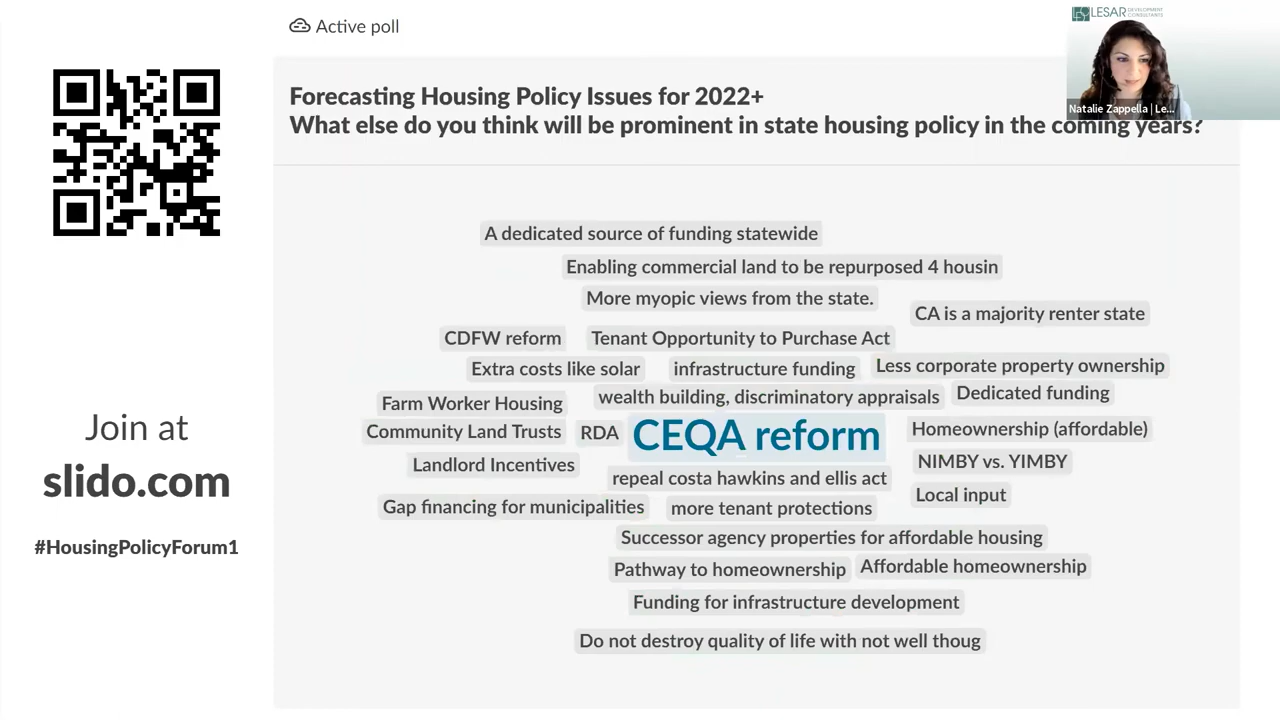 Active poll
LESAR DEVELOPMENT CONSULTANTS
Natalie Zappella | Le...
Forecasting Housing Policy Issues for 2022+
What else do you think will be prominent in state housing policy in the coming years?
A dedicated source of funding statewide
Enabling commercial land to be repurposed 4 housin
More myopic views from the state.
CA is a majority renter state
CDFW reform
Tenant Opportunity to Purchase Act
Extra costs like solar
infrastructure funding
Less corporate property ownership
Farm Worker Housing
wealth building, discriminatory appraisals
Dedicated funding
Community Land Trusts
RDA
CEQA reform
Homeownership (affordable)
Landlord Incentives
NIMBY vs. YIMBY
repeal costa hawkins and ellis act
Local input
Gap financing for municipalities
more tenant protections
Successor agency properties for affordable housing
Pathway to homeownership
Affordable homeownership
Funding for infrastructure development
Do not destroy quality of life with not well thoug
Join at
slido.com
#HousingPolicyForum1